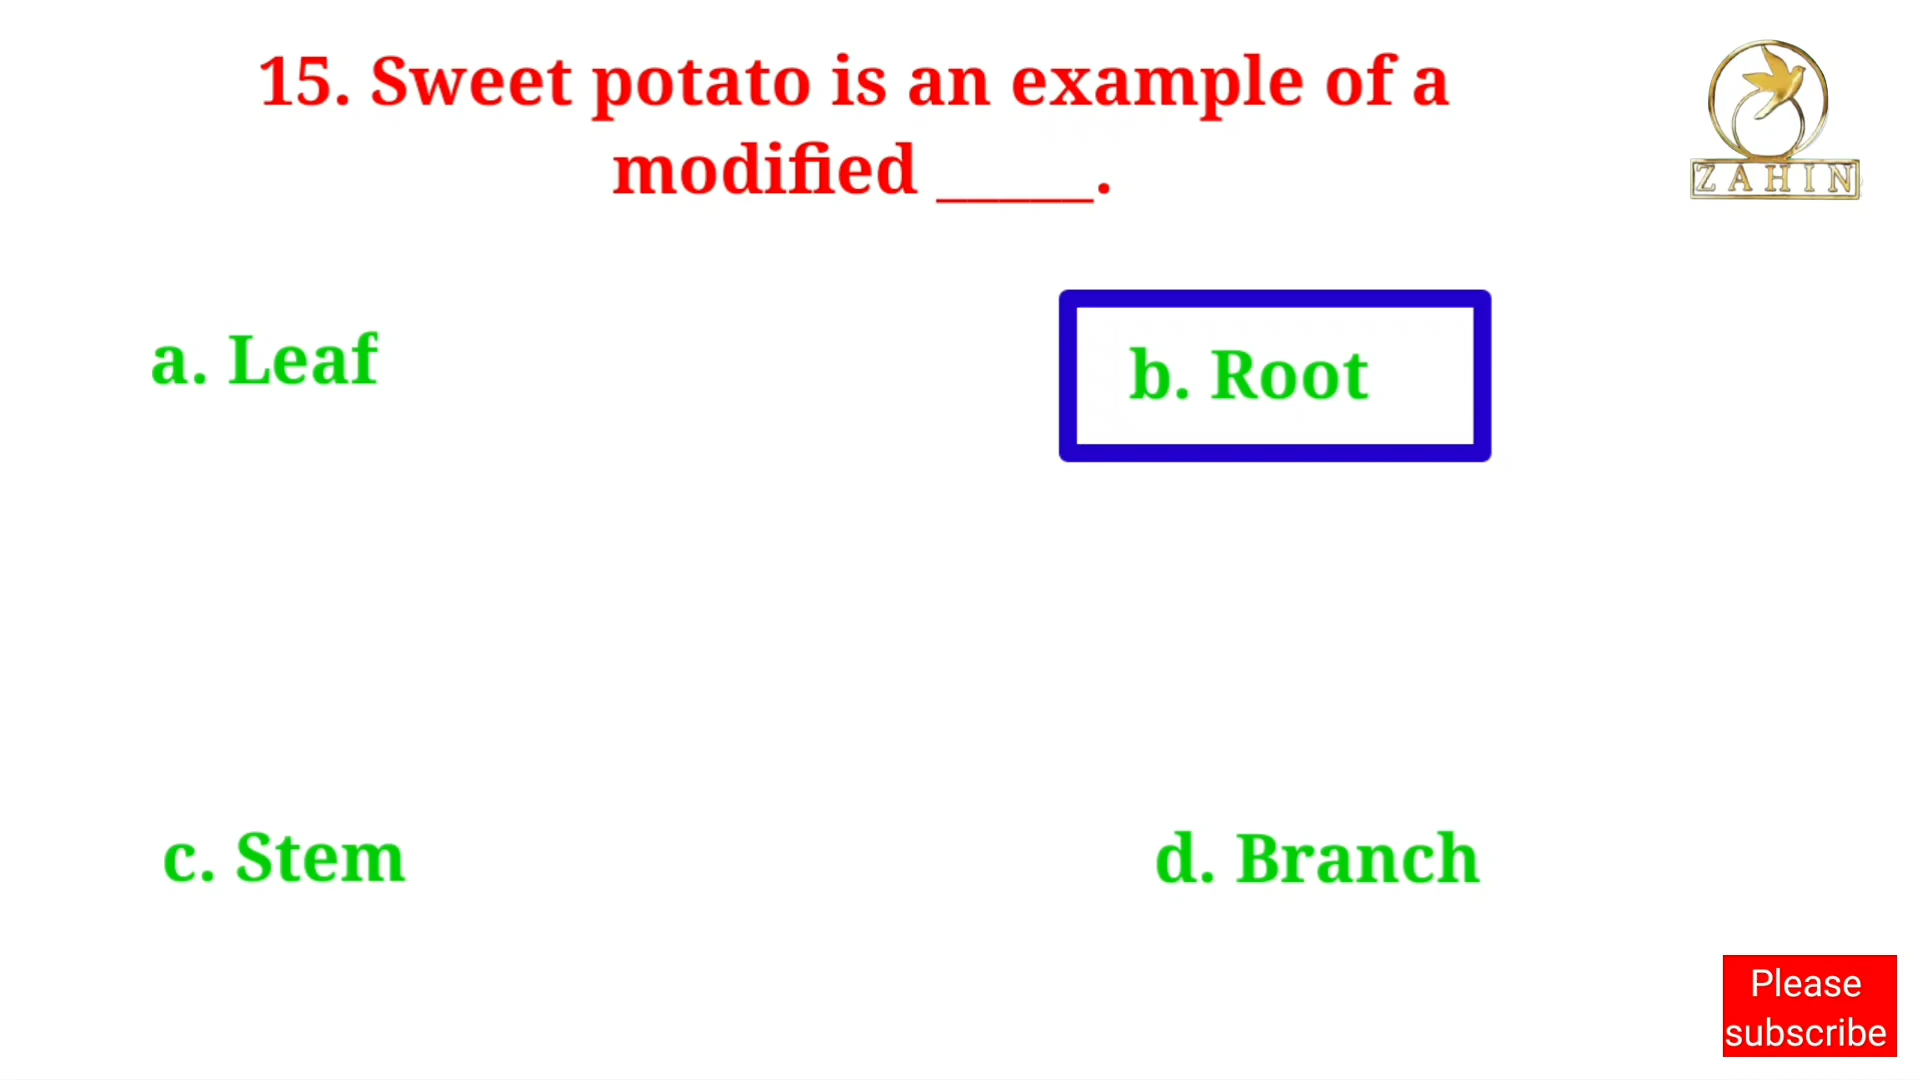 15. Sweet potato is an example of a
modified _____.
ZAHIN
a. Leaf
b. Root
c. Stem
d. Branch
Please
subscribe